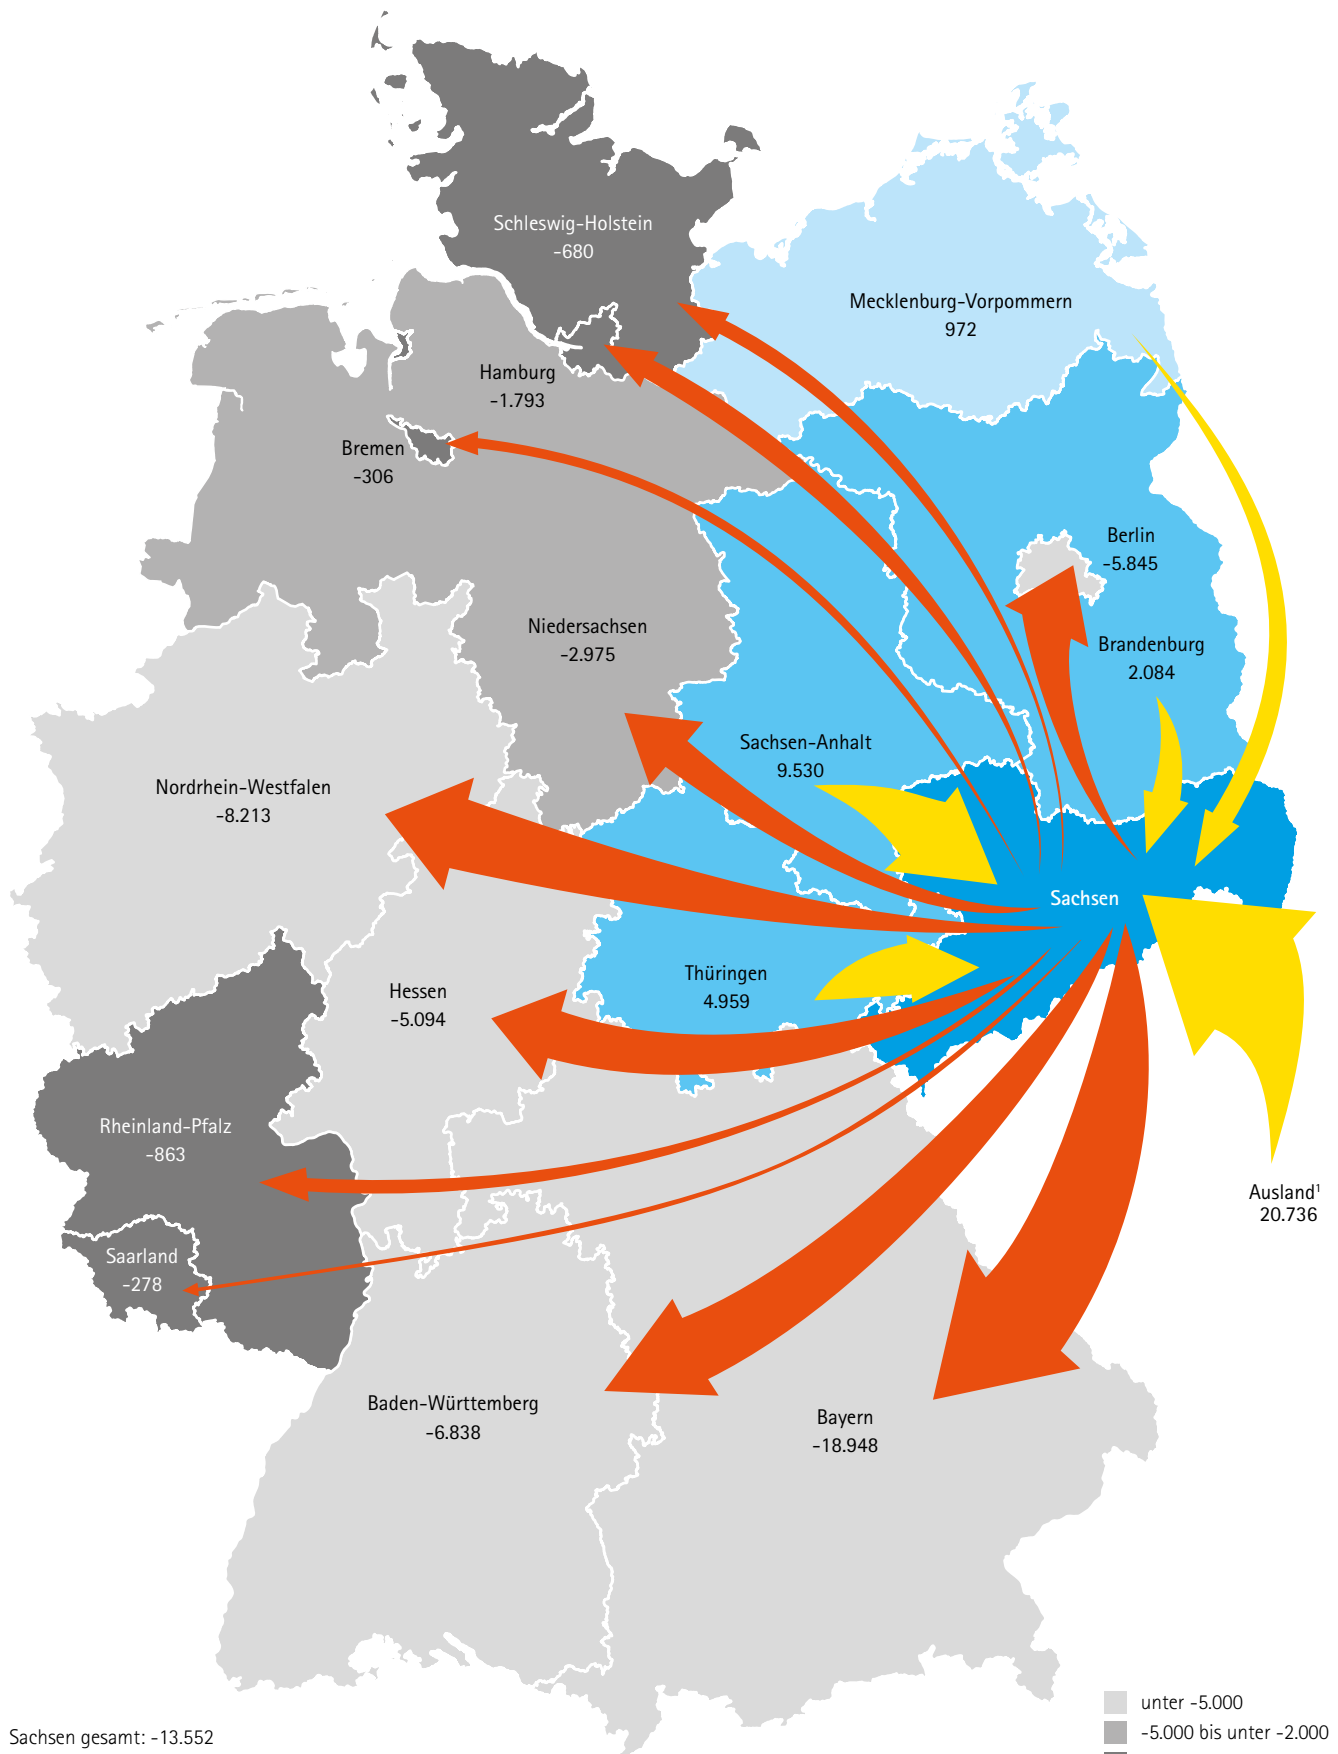 Schleswig-Holstein
-680
Mecklenburg-Vorpommern
972
Hamburg
-1.793
Bremen
-306
Berlin
-5.845
Niedersachsen
-2.975
Brandenburg
2.084
Sachsen-Anhalt
9.530
Nordrhein-Westfalen
-8.213
Sachsen
Thüringen
4.959
Hessen
-5.094
Rheinland-Pfalz
-863
Ausland¹
20.736
Saarland
-278
Baden-Württemberg
-6.838
Bayern
-18.948
unter -5.000
-5.000 bis unter -2.000
Sachsen gesamt: -13.552